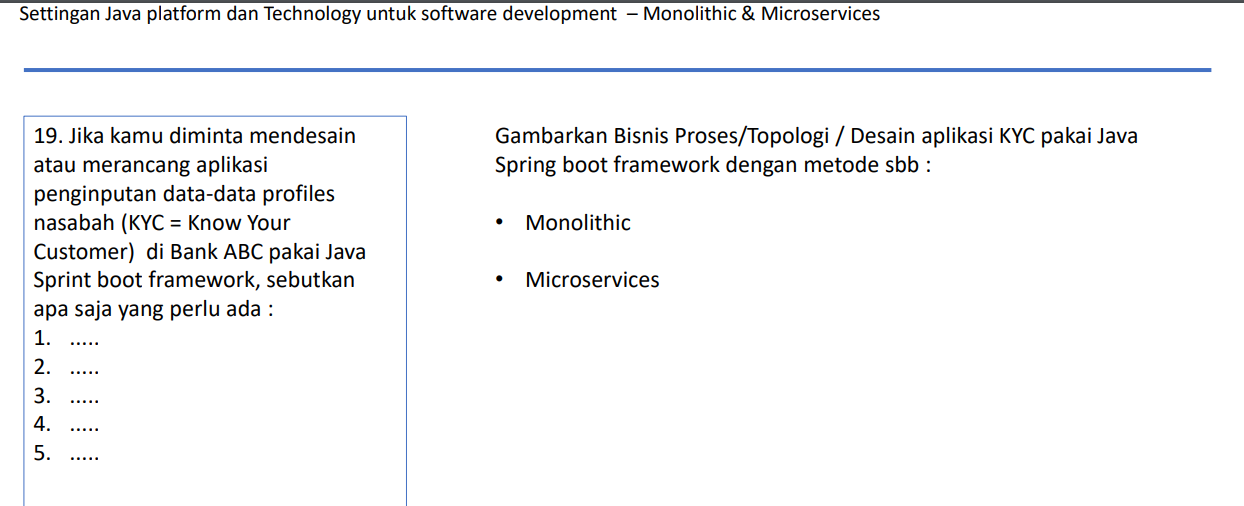 Settingan Java platform dan Technology untuk software development – Monolithic & Microservices
19. Jika kamu diminta mendesain
atau merancang aplikasi
penginputan data-data profiles
nasabah (KYC = Know Your
Customer)  di Bank ABC pakai Java
Sprint boot framework, sebutkan
apa saja yang perlu ada :
1. .....
2. .....
3. .....
4. .....
5. .....
Gambarkan Bisnis Proses/Topologi / Desain aplikasi KYC pakai Java
Spring boot framework dengan metode sbb :
• Monolithic
• Microservices